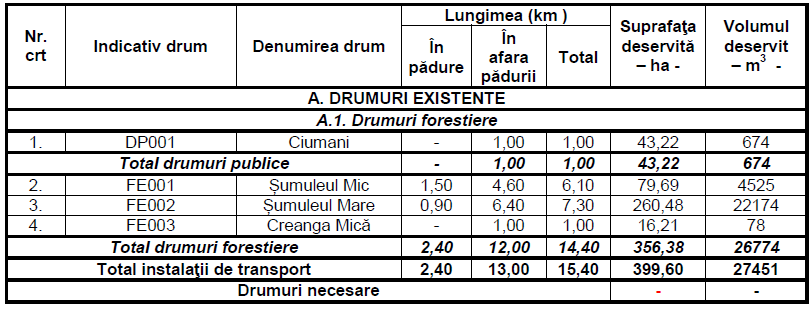 Nr. crt Indicativ drum Denumirea drum Lungimea (km ) Suprafaţa deservită – ha - Volumul deservit – m³ -
În pădure În afara pădurii Total
A. DRUMURI EXISTENTE
A.1. Drumuri forestiere
1. DP001 Ciumani - 1,00 1,00 43,22 674
Total drumuri publice - 1,00 1,00 43,22 674
2. FE001 Șumuleul Mic 1,50 4,60 6,10 79,69 4525
3. FE002 Șumuleul Mare 0,90 6,40 7,30 260,48 22174
4. FE003 Creanga Mică - 1,00 1,00 16,21 78
Total drumuri forestiere 2,40 12,00 14,40 356,38 26774
Total instalaţii de transport 2,40 13,00 15,40 399,60 27451
Drumuri necesare - -